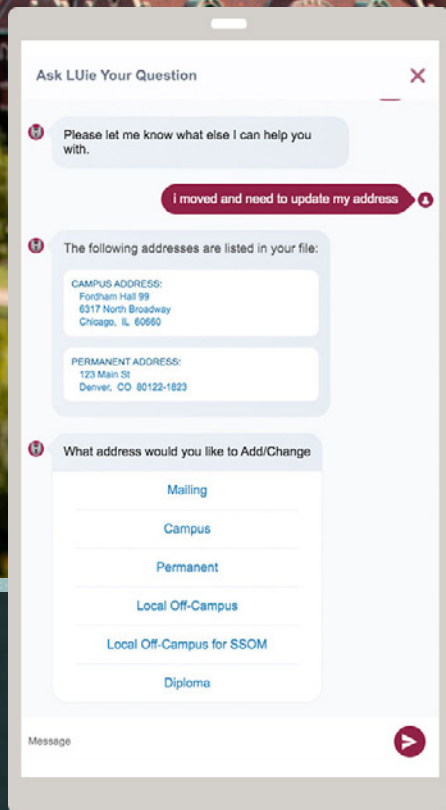 Ask LUie Your Question
Please let me know what else I can help you
with.
i moved and need to update my address
The following addresses are listed in your file:
CAMPUS ADDRESS:
Fordham Hall 99
6317 North Broadway
Chicago, IL 60660
PERMANENT ADDRESS:
123 Main St
Denver, CO 80122-1823
What address would you like to Add/Change
Mailing
Campus
Permanent
Local Off-Campus
Local Off-Campus for SSOM
Diploma
Message